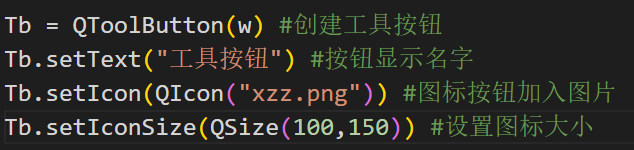 Tb = QToolButton(w) #创建工具按钮
Tb.setText("工具按钮") #按钮显示名字
Tb.setIcon(QIcon("xzz.png")) #图标按钮加入图片
Tb.setIconSize(QSize(100,150)) #设置图标大小